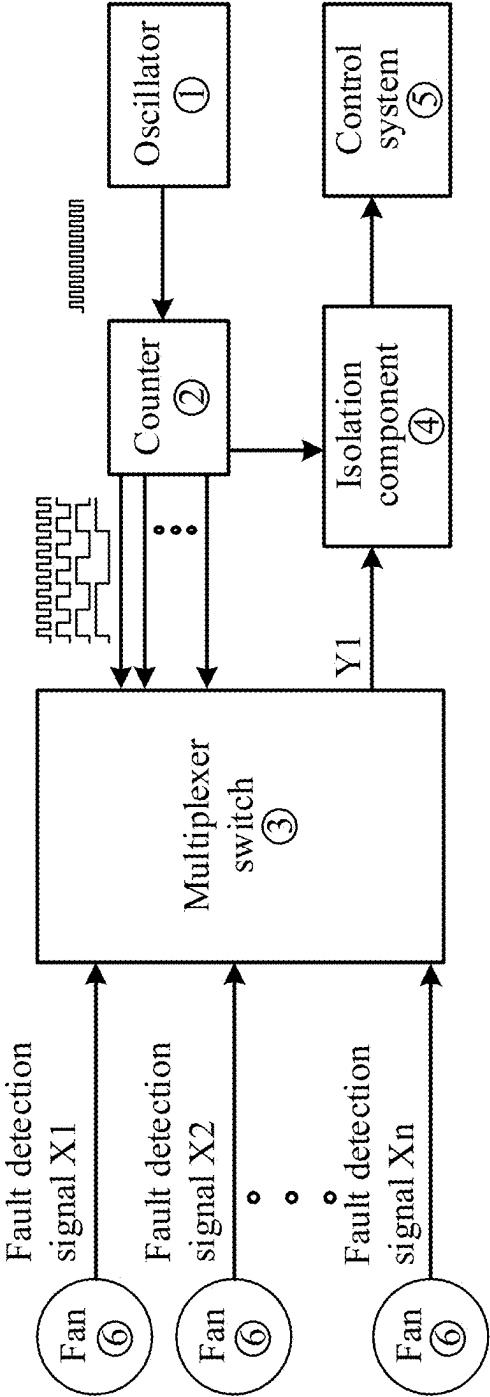 Fault detection
signal X1
Fan
⑥
Fault detection
signal X2
Fan
⑥
Fault detection
signal Xn
Fan
⑥
Multiplexer
switch
③
Y1
Counter
②
Oscillator
①
Isolation
component
④
Control
system
⑤